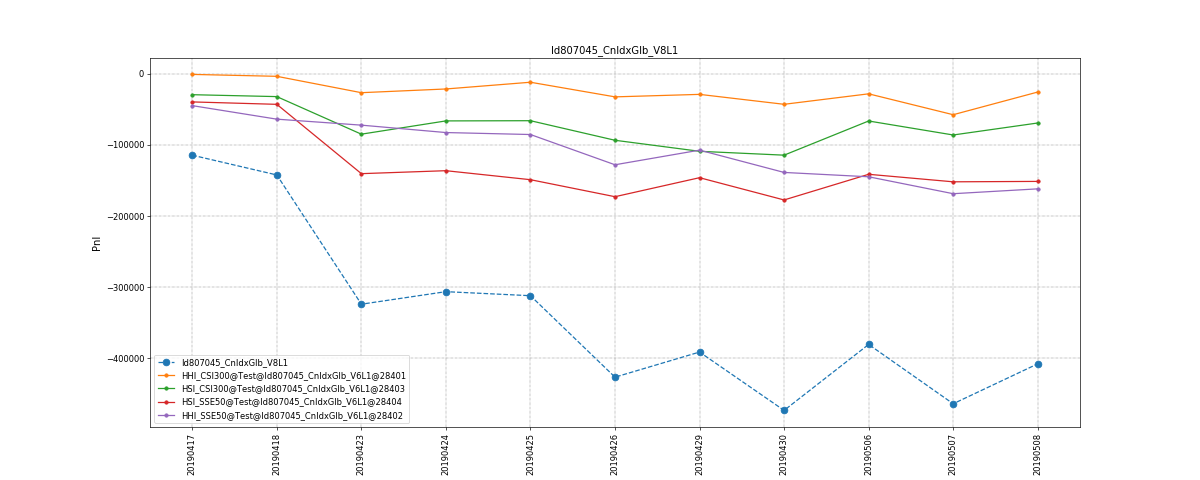 Id807045_CnIdxGlb_V8L1
0
−100000
−200000
−300000
−400000
Pnl
Id807045_CnIdxGlb_V8L1
HHI_CSI300@Test@Id807045_CnIdxGlb_V6L1@28401
HSI_CSI300@Test@Id807045_CnIdxGlb_V6L1@28403
HSI_SSE50@Test@Id807045_CnIdxGlb_V6L1@28404
HHI_SSE50@Test@Id807045_CnIdxGlb_V6L1@28402
20190417
20190418
20190423
20190424
20190425
20190426
20190429
20190430
20190506
20190507
20190508